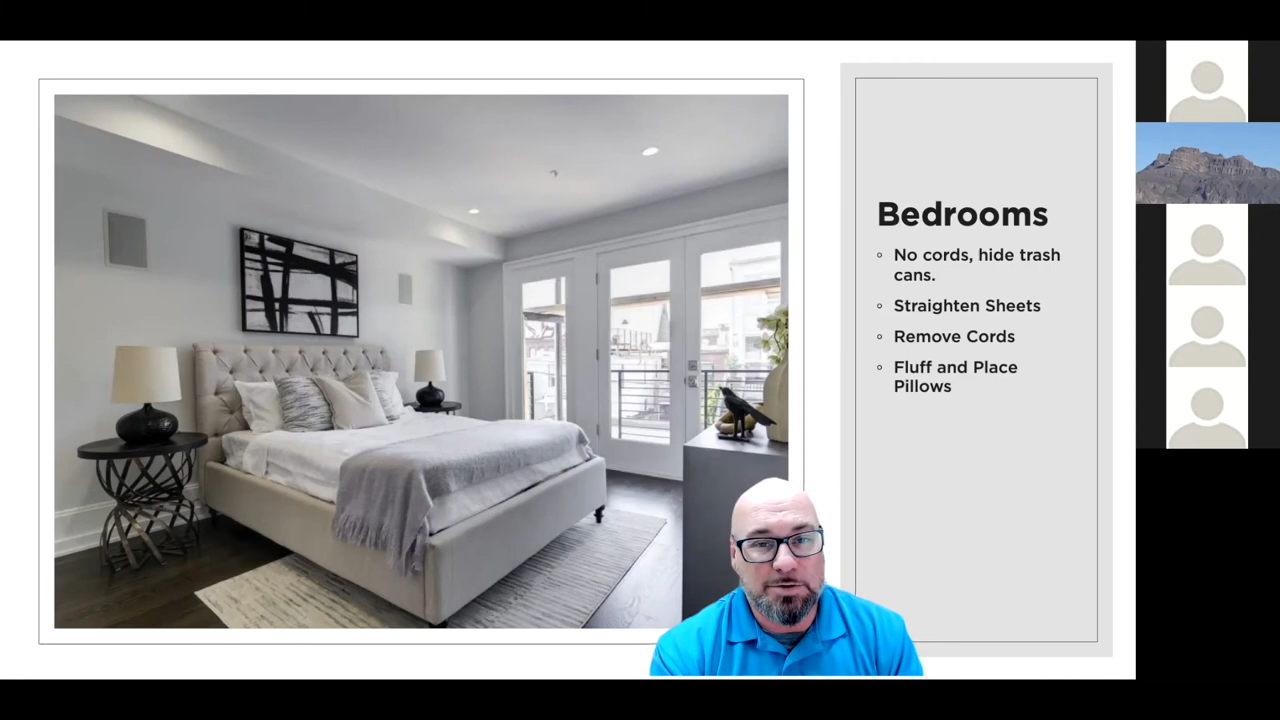 Bedrooms
No cords, hide trash
cans.
Straighten Sheets
Remove Cords
Fluff and Place
Pillows